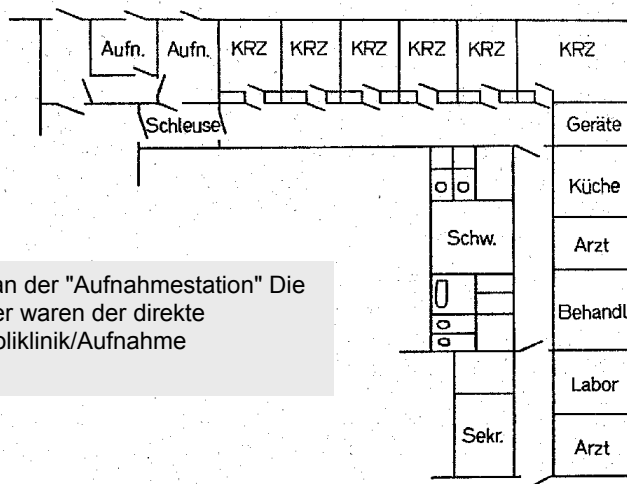 Aufn. Aufn. KRZ KRZ KRZ KRZ KRZ KRZ
Schleuse Geräte
Küche
Schw.
Arzt
an der "Aufnahmestation" Die
er waren der direkte
oliklinik/Aufnahme
Behandl
Labor
Sekr.
Arzt